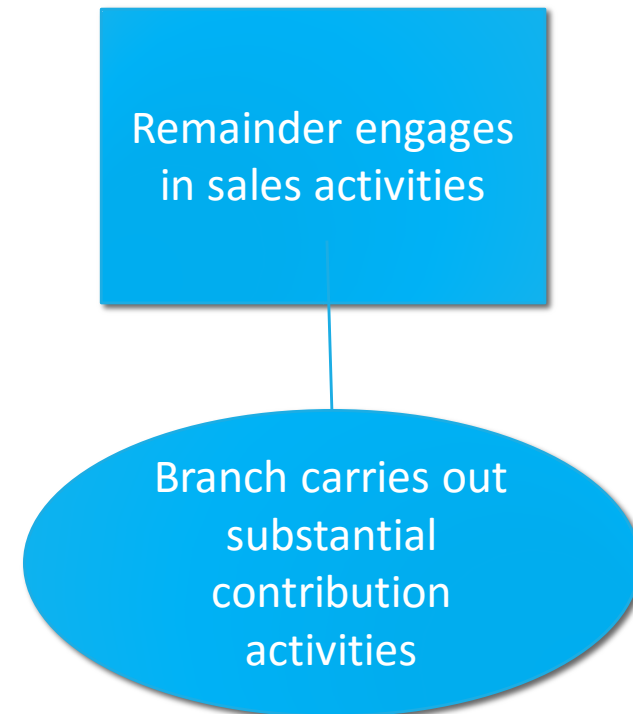 Remainder engages
in sales activities
Branch carries out
substantial
contribution
activities